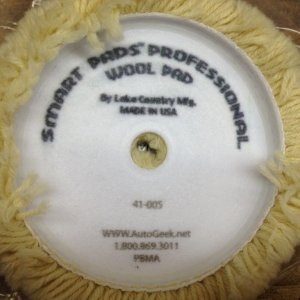 SMART PADS® PROFESSIONAL
WOOL PAD
By Lake Country Mfg.
MADE IN USA
41-005
WWW.AutoGeek.net
1.800.869.3011
PBMA